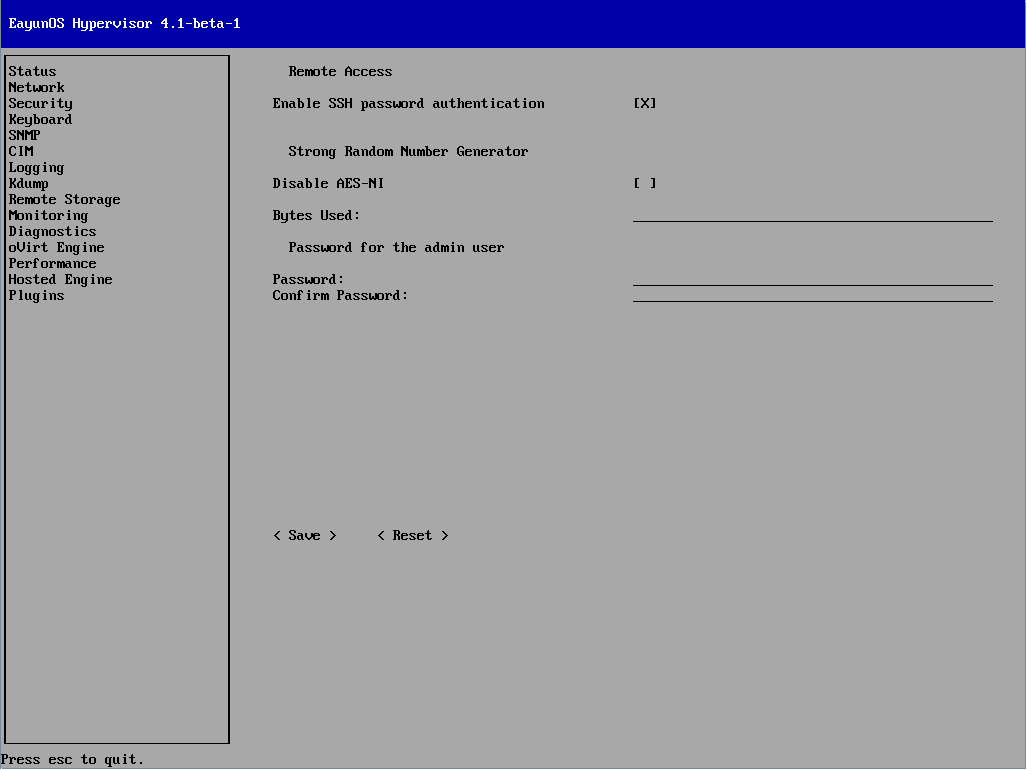 EayunOS Hypervisor 4.1-beta-1
Status
Network
Security
Keyboard
SNMP
CIM
Logging
Kdump
Remote Storage
Monitoring
Diagnostics
oVirt Engine
Performance
Hosted Engine
Plugins
Remote Access
Enable SSH password authentication [X]
Strong Random Number Generator
Disable AES-NI [ ]
Bytes Used:
Password for the admin user
Password:
Confirm Password:
< Save > < Reset >
Press esc to quit.